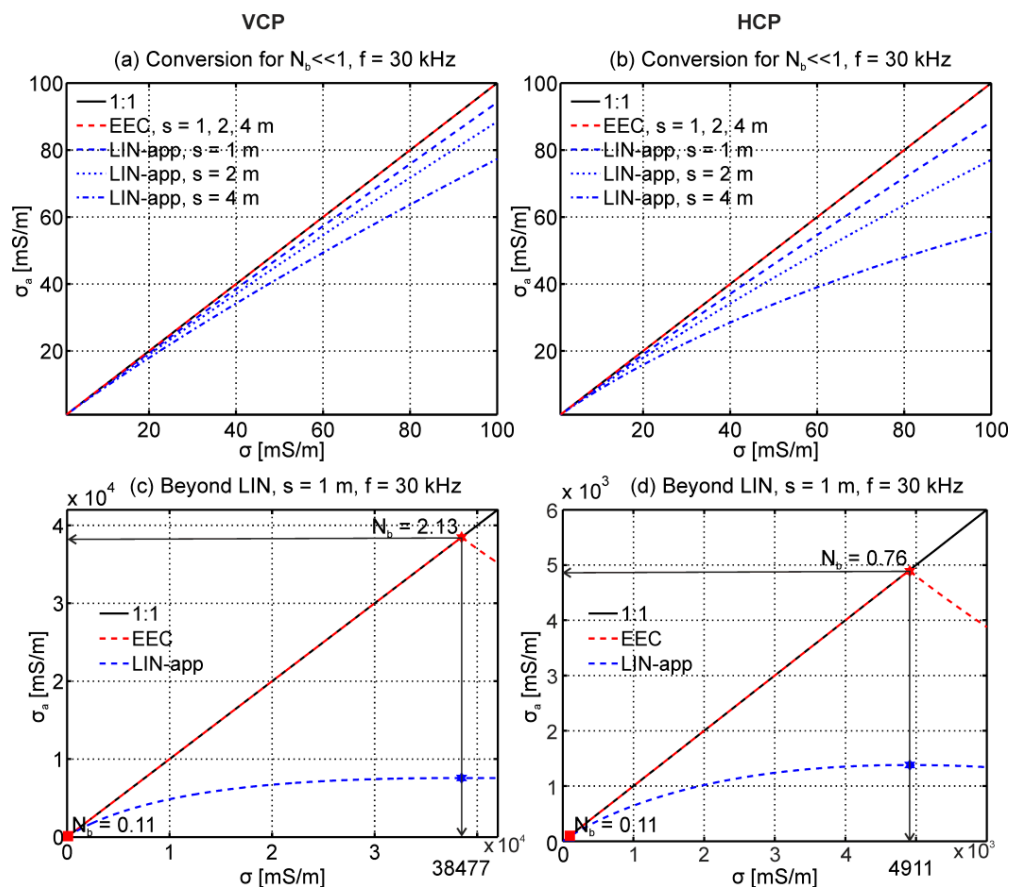 VCP
HCP
(a) Conversion for N_b<<1, f = 30 kHz
100
80
60
40
20
σ_a [mS/m]
1:1
EEC, s = 1, 2, 4 m
LIN-app, s = 1 m
LIN-app, s = 2 m
LIN-app, s = 4 m
20 40 60 80 100
σ [mS/m]
(b) Conversion for N_b<<1, f = 30 kHz
100
80
60
40
20
σ_a [mS/m]
1:1
EEC, s = 1, 2, 4 m
LIN-app, s = 1 m
LIN-app, s = 2 m
LIN-app, s = 4 m
20 40 60 80 100
σ [mS/m]
(c) Beyond LIN, s = 1 m, f = 30 kHz
x 10^4
4
3
2
1
0
σ_a [mS/m]
N_b = 2.13
1:1
EEC
LIN-app
N_b = 0.11
0 1 2 3 x 10^4
38477
σ [mS/m]
(d) Beyond LIN, s = 1 m, f = 30 kHz
x 10^3
6
5
4
3
2
1
0
σ_a [mS/m]
N_b = 0.76
1:1
EEC
LIN-app
N_b = 0.11
0 1 2 3 4 x10^3
4911
σ [mS/m]